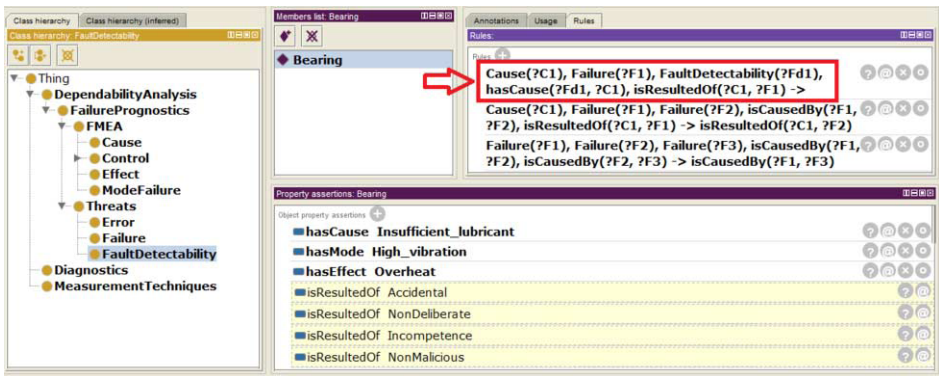 Class hierarchy
Class hierarchy (inferred)
Class hierarchy: FaultDetectability
Thing
DependabilityAnalysis
FailurePrognostics
FMEA
Cause
Control
Effect
ModeFailure
Threats
Error
Failure
FaultDetectability
Diagnostics
MeasurementTechniques
Members list: Bearing
Bearing
Annotations
Usage
Rules
Rules:
Rules
Cause(?C1), Failure(?F1), FaultDetectability(?Fd1),
hasCause(?Fd1, ?C1), isResultedOf(?C1, ?F1) ->
Cause(?C1), Failure(?F1), Failure(?F2), isCausedBy(?F1,
?F2), isResultedOf(?C1, ?F1) -> isResultedOf(?C1, ?F2)
Failure(?F1), Failure(?F2), Failure(?F3), isCausedBy(?F1,
?F2), isCausedBy(?F2, ?F3) -> isCausedBy(?F1, ?F3)
Property assertions: Bearing
Object property assertions
hasCause Insufficient_lubricant
hasMode High_vibration
hasEffect Overheat
isResultedOf Accidental
isResultedOf NonDeliberate
isResultedOf Incompetence
isResultedOf NonMalicious